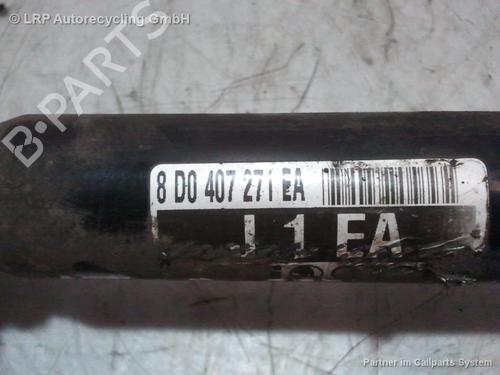 © LRP Autorecycling GmbH
B-PARTS
8 D0 407 271 EA
J 1 EA
Partner im Callparts System